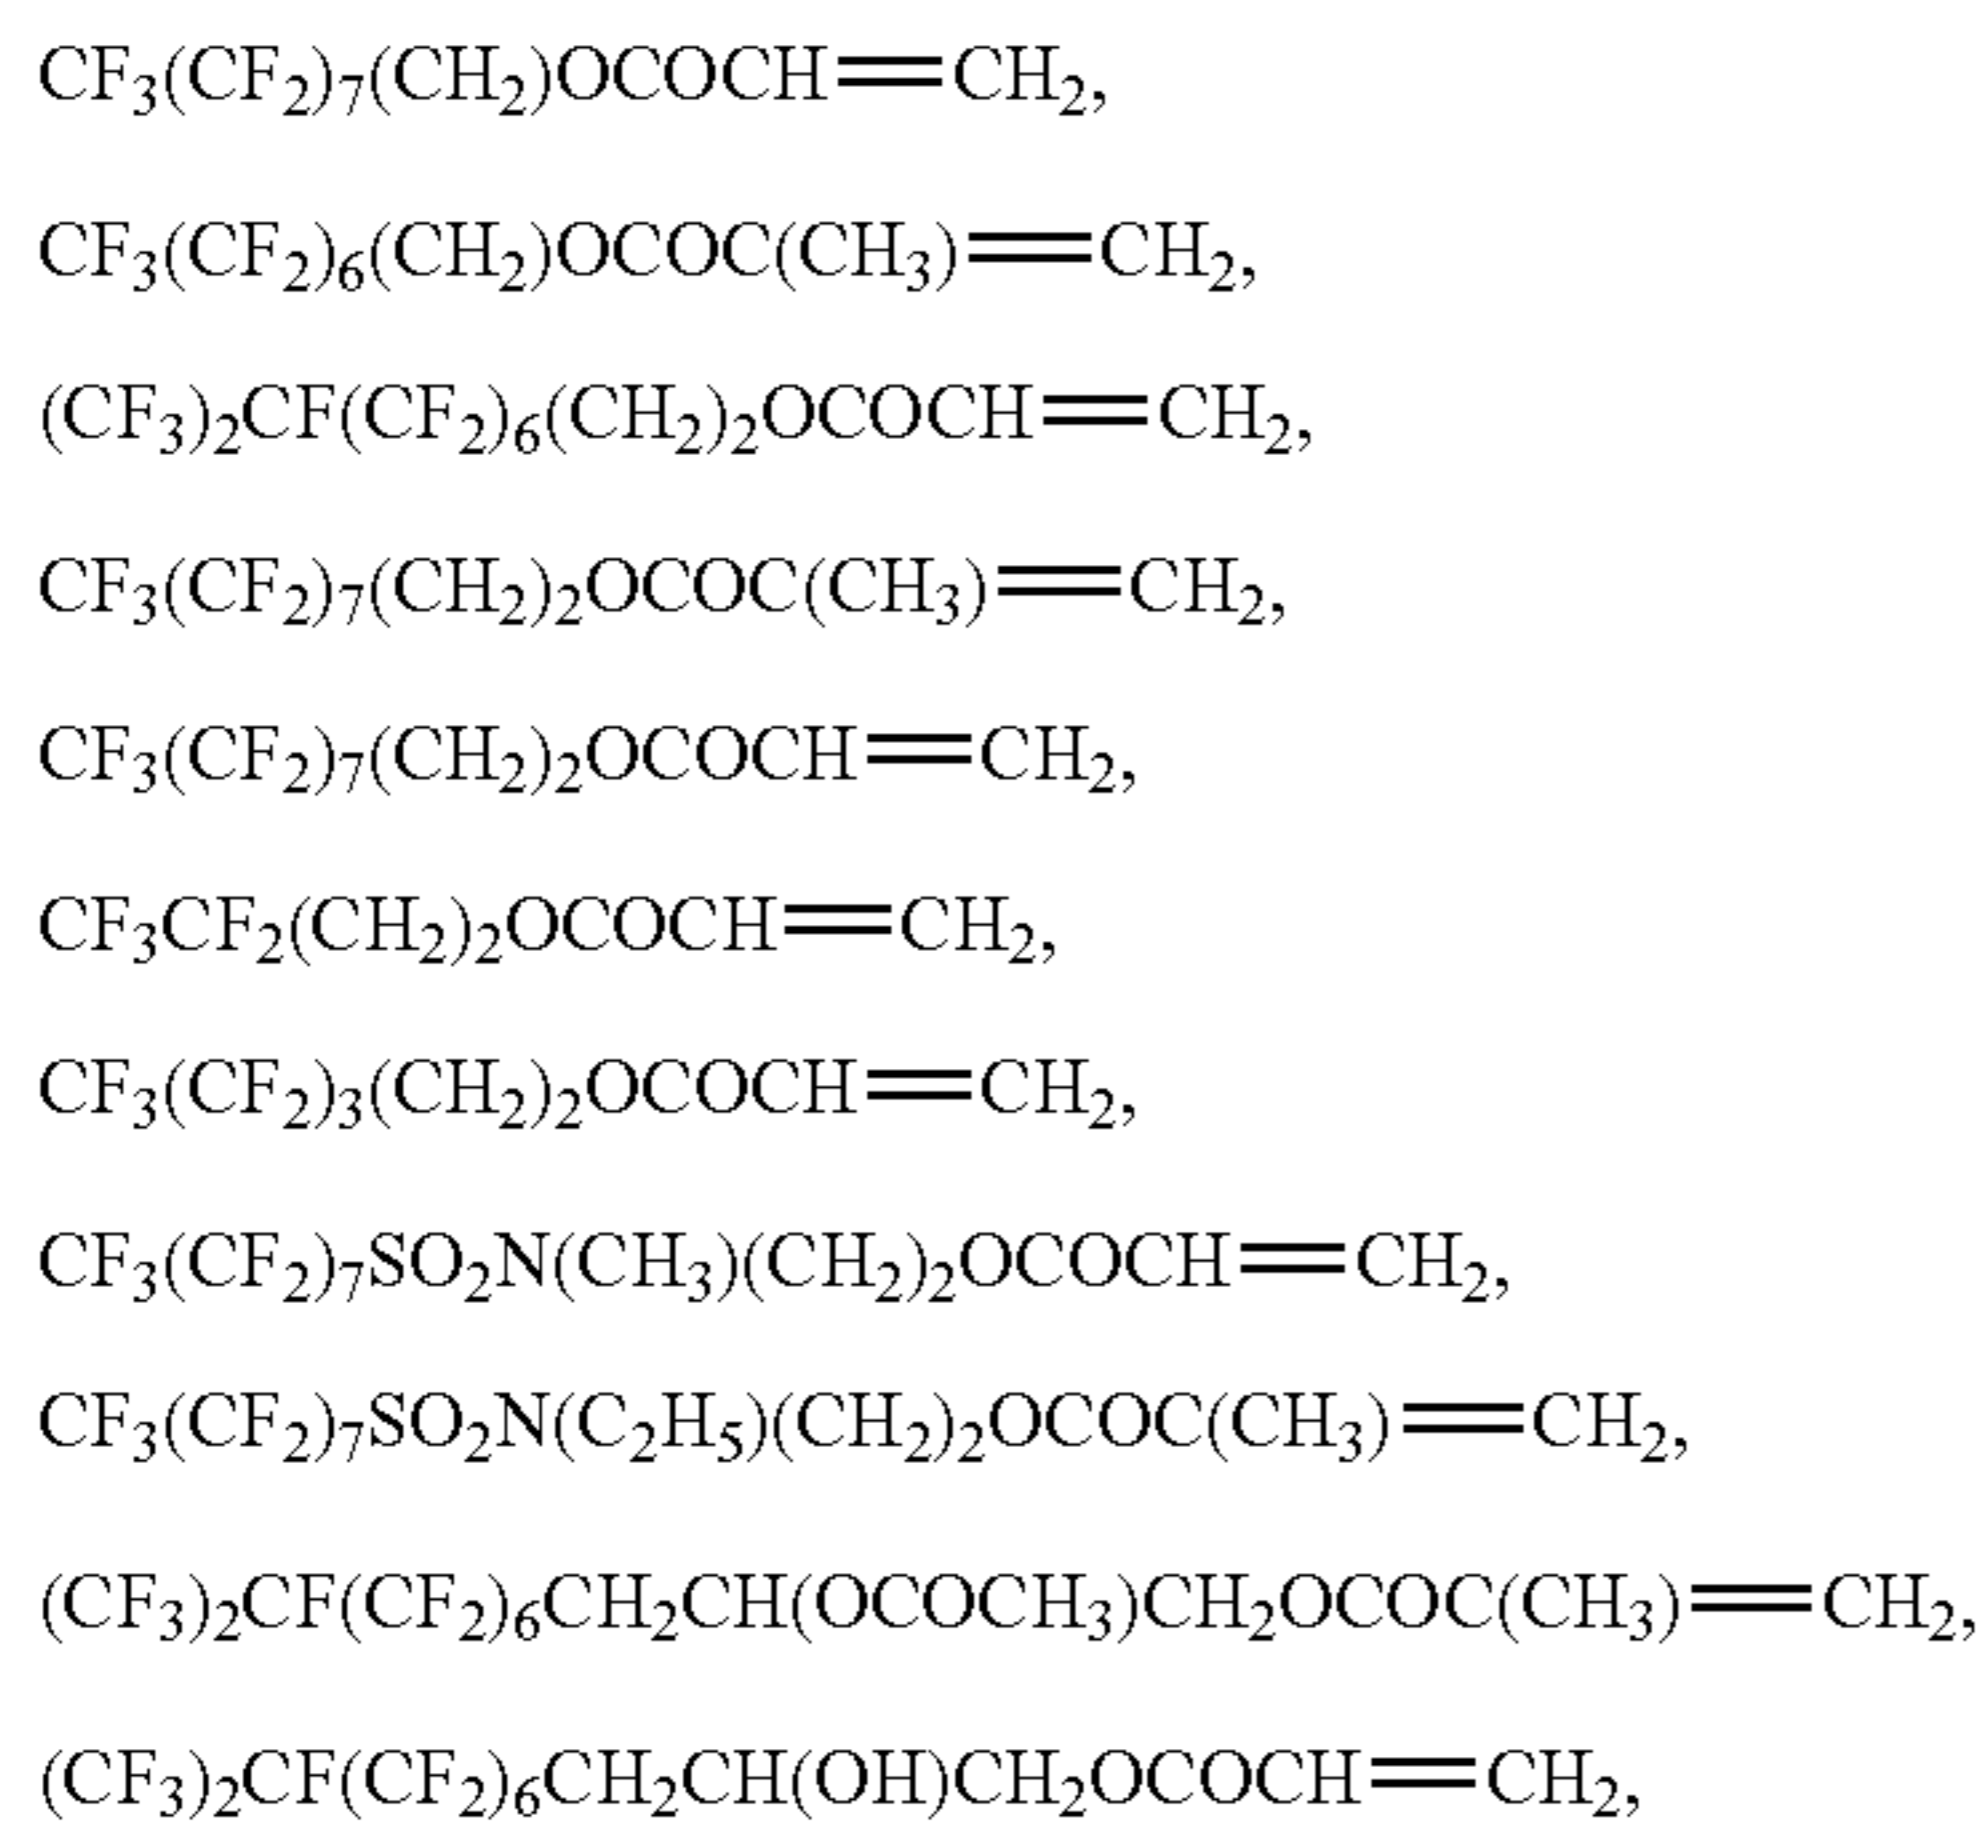 CF₃(CF₂)₇(CH₂)OCOCH=CH₂,
CF₃(CF₂)₆(CH₂)OCOC(CH₃)=CH₂,
(CF₃)₂CF(CF₂)₆(CH₂)₂OCOCH=CH₂,
CF₃(CF₂)₇(CH₂)₂OCOC(CH₃)=CH₂,
CF₃(CF₂)₇(CH₂)₂OCOCH=CH₂,
CF₃CF₂(CH₂)₂OCOCH=CH₂,
CF₃(CF₂)₃(CH₂)₂OCOCH=CH₂,
CF₃(CF₂)₇SO₂N(CH₃)(CH₂)₂OCOCH=CH₂,
CF₃(CF₂)₇SO₂N(C₂H₅)(CH₂)₂OCOC(CH₃)=CH₂,
(CF₃)₂CF(CF₂)₆CH₂CH(OCOCH₃)CH₂OCOC(CH₃)=CH₂,
(CF₃)₂CF(CF₂)₆CH₂CH(OH)CH₂OCOCH=CH₂,